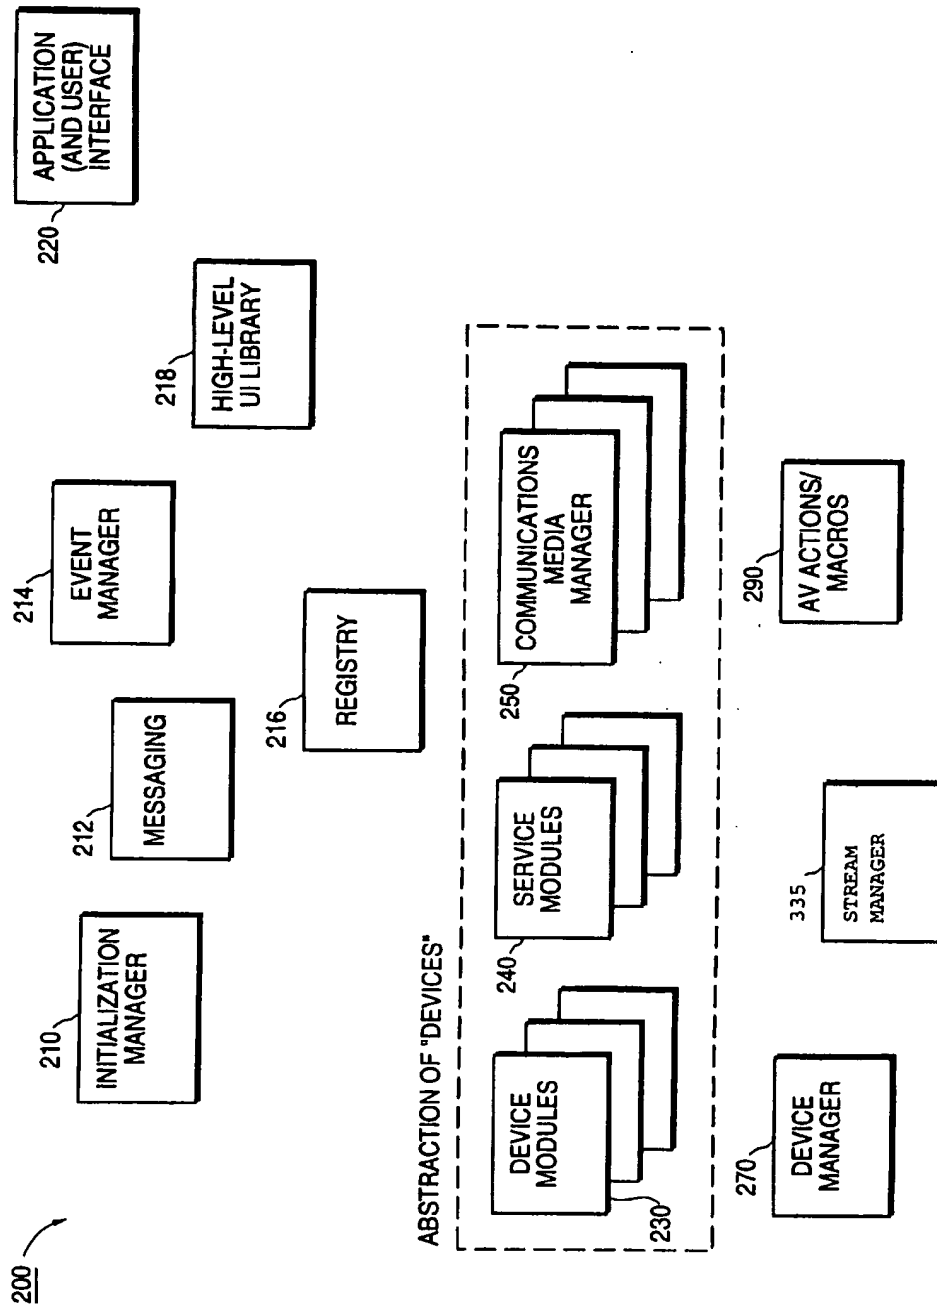 200
210
INITIALIZATION
MANAGER
212
MESSAGING
214
EVENT
MANAGER
216
REGISTRY
218
HIGH-LEVEL
UI LIBRARY
220
APPLICATION
(AND USER)
INTERFACE
ABSTRACTION OF "DEVICES"
DEVICE
MODULES
230
240
SERVICE
MODULES
250
COMMUNICATIONS
MEDIA
MANAGER
270
DEVICE
MANAGER
335
STREAM
MANAGER
290
AV ACTIONS/
MACROS